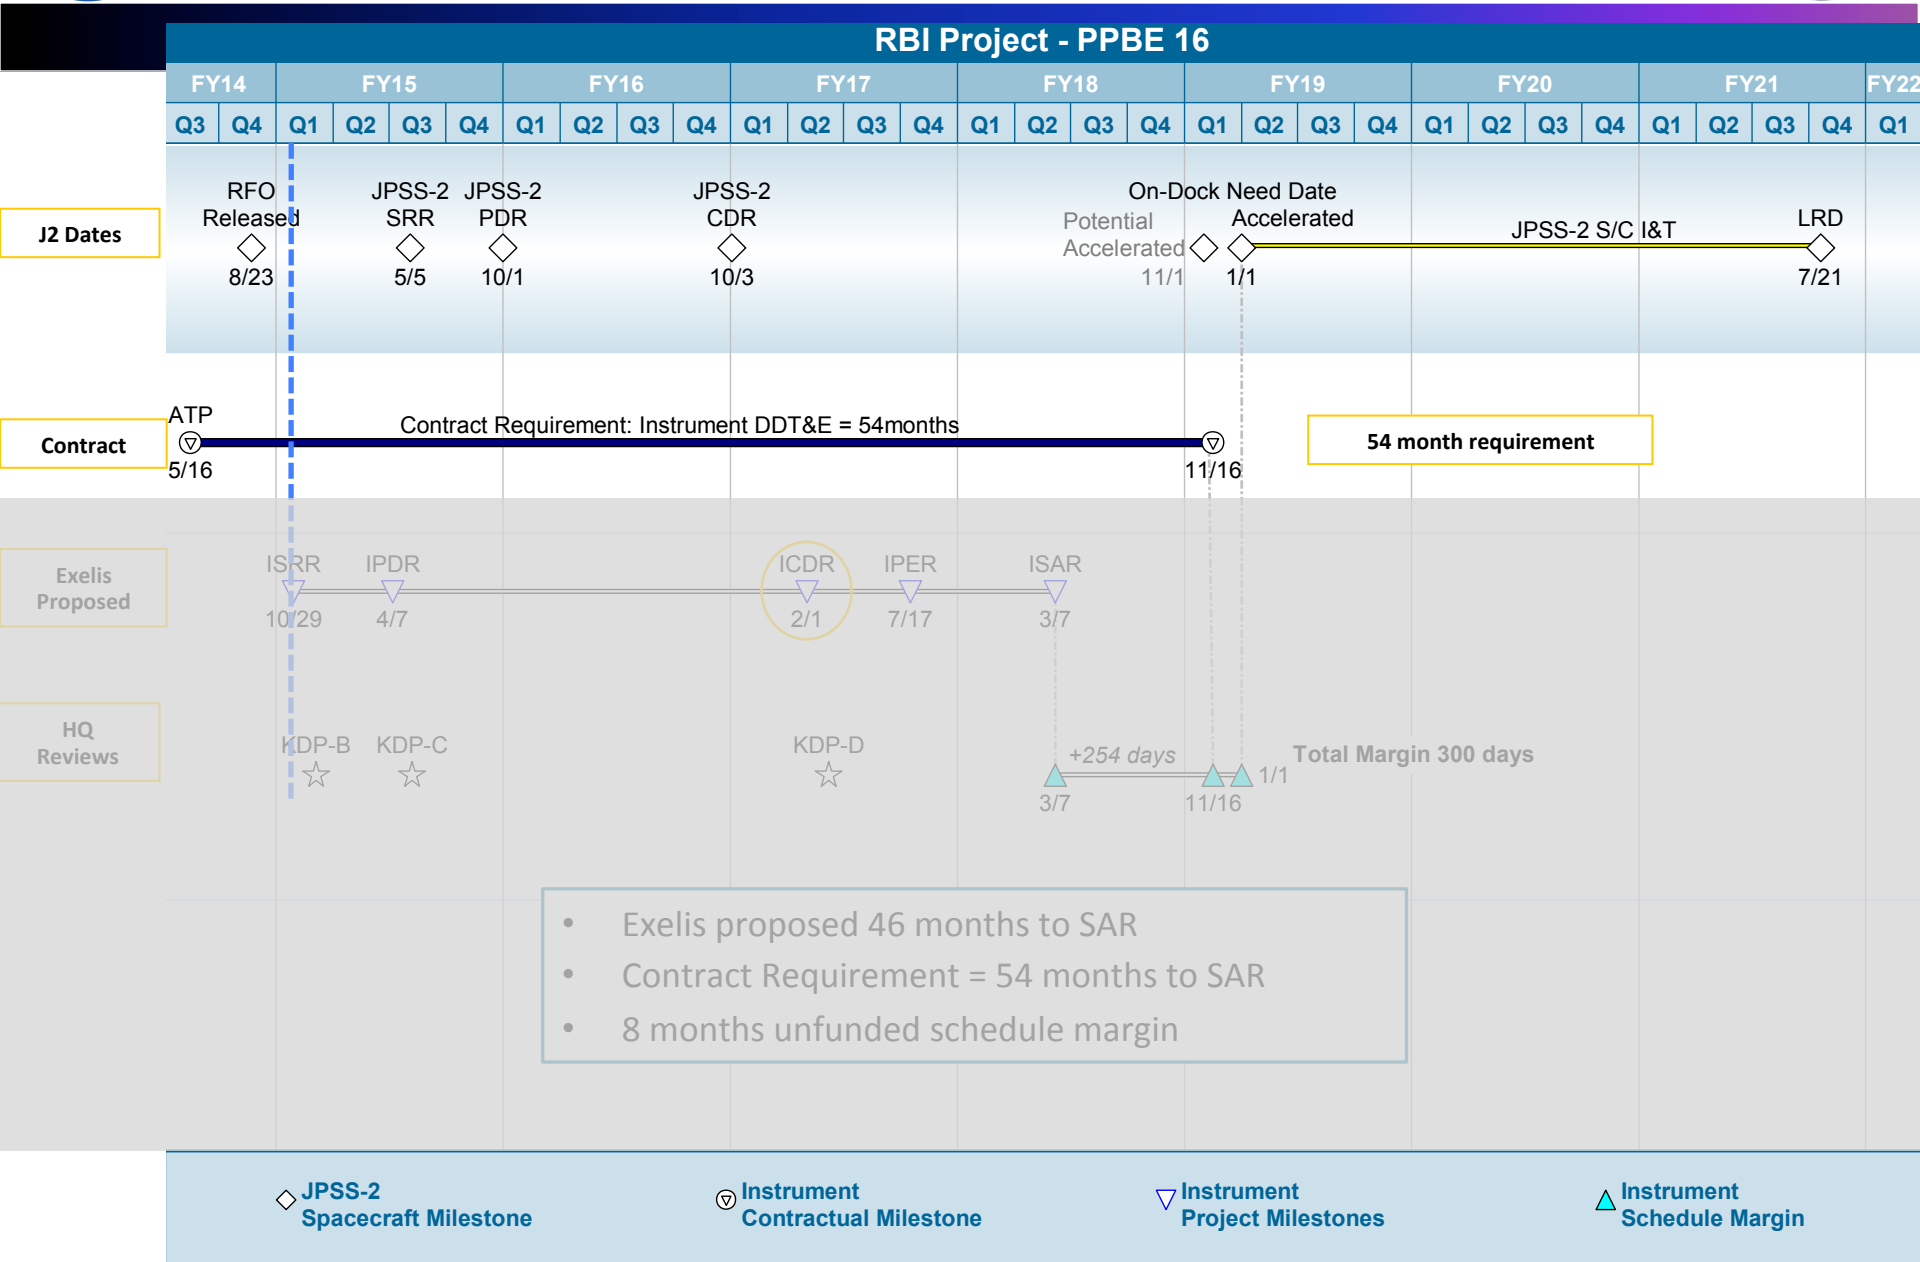 RBI Project - PPBE 16
FY14 FY15 FY16 FY17 FY18 FY19 FY20 FY21 FY22
Q3 Q4 Q1 Q2 Q3 Q4 Q1 Q2 Q3 Q4 Q1 Q2 Q3 Q4 Q1 Q2 Q3 Q4 Q1 Q2 Q3 Q4 Q1 Q2 Q3 Q4 Q1 Q2 Q3 Q4 Q1
J2 Dates
RFO
Released
8/23
JPSS-2
SRR
5/5
JPSS-2
PDR
10/1
JPSS-2
CDR
10/3
On-Dock Need Date
Potential
Accelerated
11/1
Accelerated
1/1
JPSS-2 S/C I&T
LRD
7/21
Contract
ATP
5/16
Contract Requirement: Instrument DDT&E = 54months
11/16
54 month requirement
Exelis
Proposed
ISRR
10/29
IPDR
4/7
ICDR
2/1
IPER
7/17
ISAR
3/7
HQ
Reviews
KDP-B
KDP-C
KDP-D
+254 days
3/7
11/16
1/1
Total Margin 300 days
• Exelis proposed 46 months to SAR
• Contract Requirement = 54 months to SAR
• 8 months unfunded schedule margin
JPSS-2
Spacecraft Milestone
Instrument
Contractual Milestone
Instrument
Project Milestones
Instrument
Schedule Margin